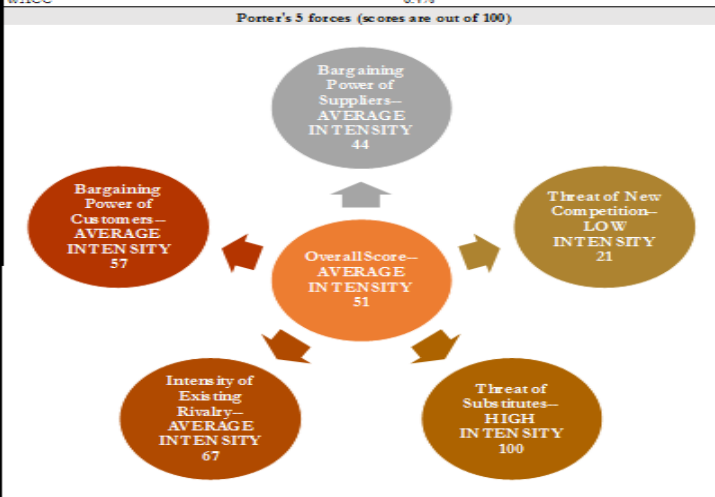 Porter's 5 forces (scores are out of 100)
Bargaining
Power of
Suppliers—
AVERAGE
INTENSITY
44
Bargaining
Power of
Customers—
AVERAGE
INTENSITY
57
Threat of New
Competition—
LOW
INTENSITY
21
Overall Score—
AVERAGE
INTENSITY
51
Intensity of
Existing
Rivalry—
AVERAGE
INTENSITY
67
Threat of
Substitutes—
HIGH
INTENSITY
100